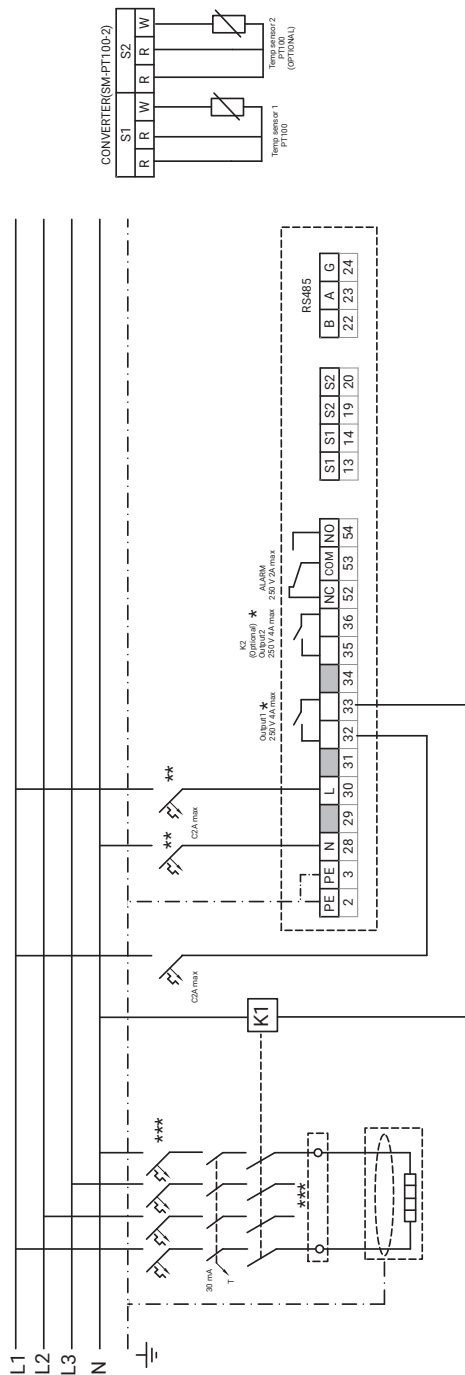 L1
L2
L3
N
30 mA
T
***
***
K1
C2A max
**
**
C2A max
Output1 *
250 V 4A max
K2
(Optional) *
Output2
250 V 4A max
ALARM
250 V 2A max
PE PE N L NC COM NO
2 3 28 29 30 31 32 33 34 35 36 52 53 54
S1 S1 S2 S2
13 14 19 20
RS485
B A G
22 23 24
CONVERTER(SM-PT100-2)
S1 S2
R R W R R W
Temp sensor 1
PT100
Temp sensor 2
PT100
(OPTIONAL)